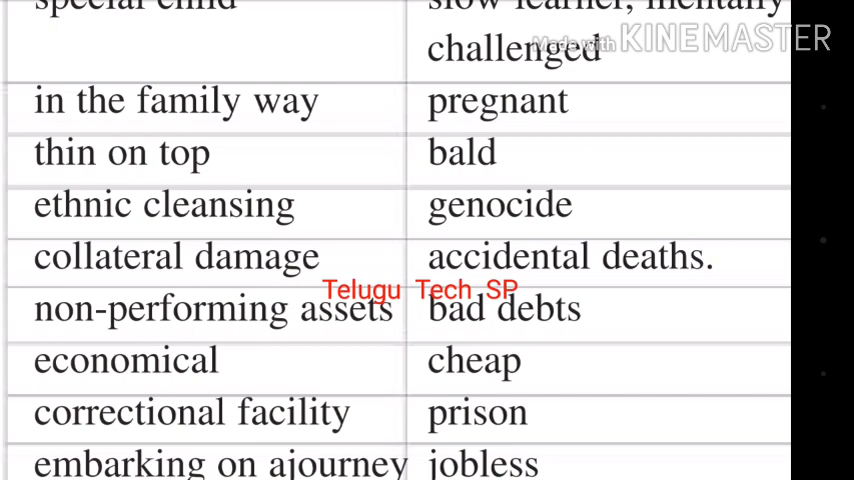 special child slow learner, mentally
challenged
Made with KINEMASTER
in the family way pregnant
thin on top bald
ethnic cleansing genocide
collateral damage accidental deaths.
Telugu Tech SP
non-performing assets bad debts
economical cheap
correctional facility prison
embarking on ajourney jobless